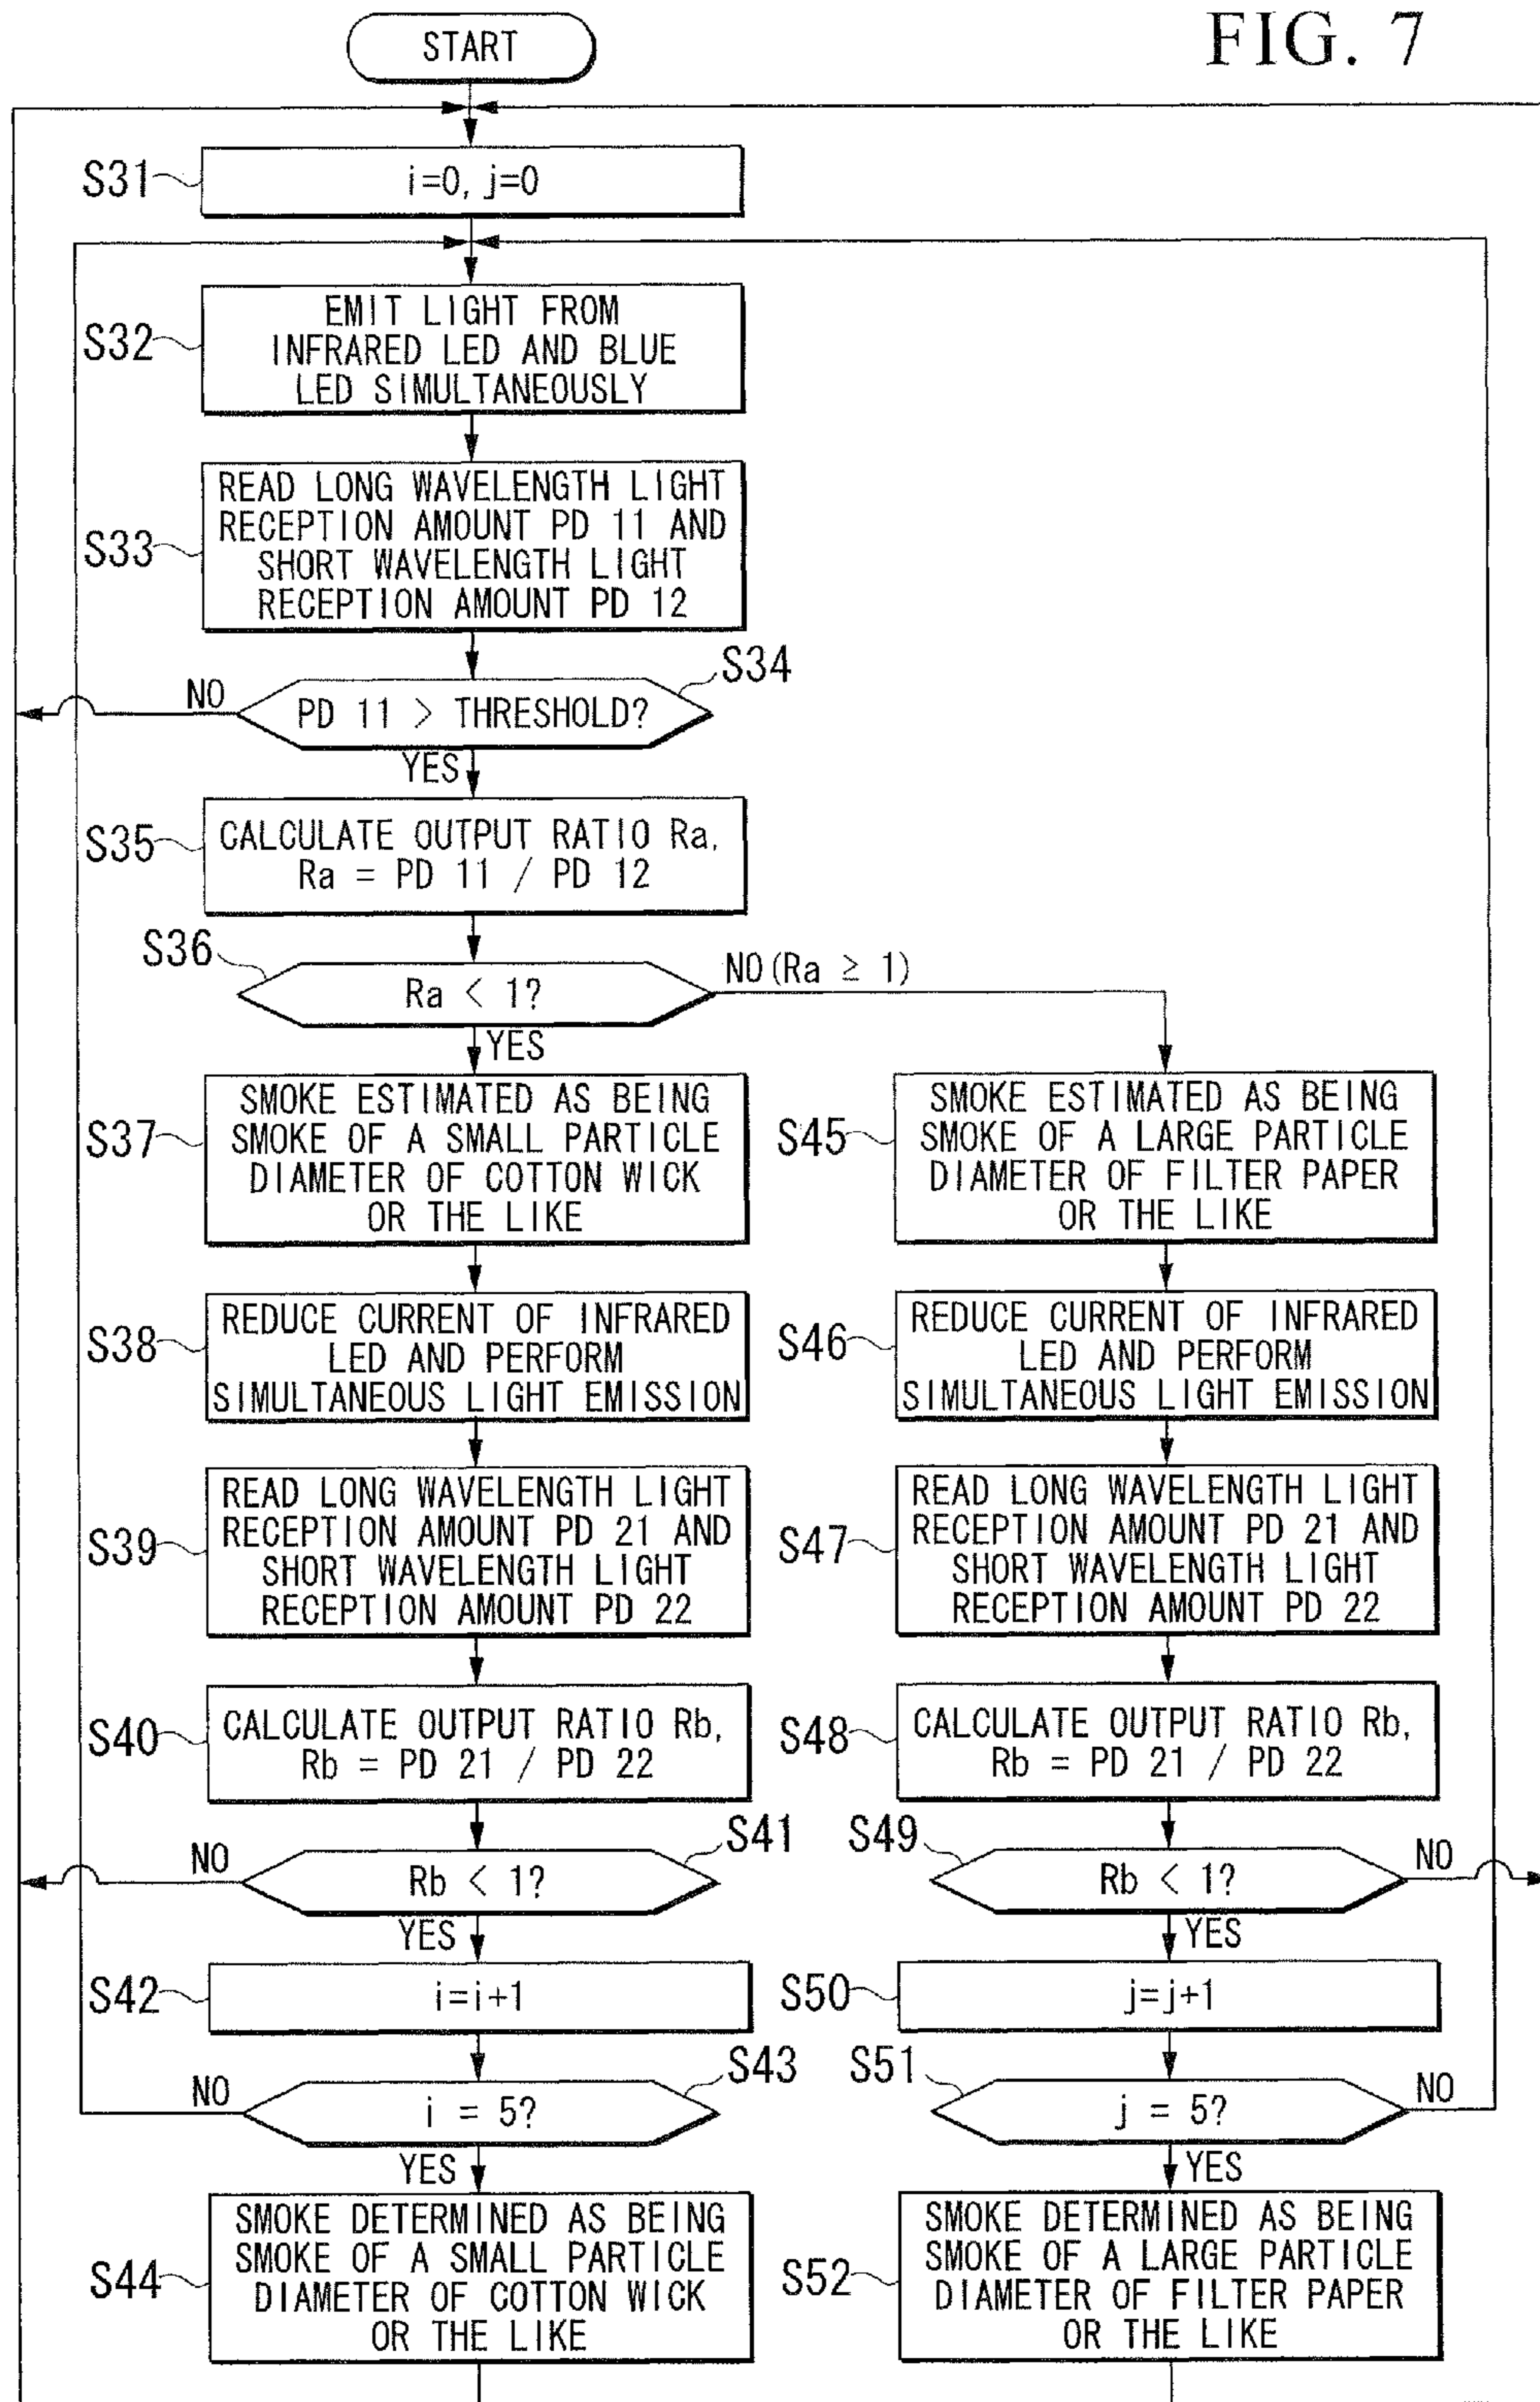 FIG. 7
START
S31
i=0, j=0
S32
EMIT LIGHT FROM
INFRARED LED AND BLUE
LED SIMULTANEOUSLY
S33
READ LONG WAVELENGTH LIGHT
RECEPTION AMOUNT PD 11 AND
SHORT WAVELENGTH LIGHT
RECEPTION AMOUNT PD 12
S34
NO
PD 11 > THRESHOLD?
YES
S35
CALCULATE OUTPUT RATIO Ra,
Ra = PD 11 / PD 12
S36
Ra < 1?
NO (Ra ≥ 1)
YES
S37
SMOKE ESTIMATED AS BEING
SMOKE OF A SMALL PARTICLE
DIAMETER OF COTTON WICK
OR THE LIKE
S38
REDUCE CURRENT OF INFRARED
LED AND PERFORM
SIMULTANEOUS LIGHT EMISSION
S39
READ LONG WAVELENGTH LIGHT
RECEPTION AMOUNT PD 21 AND
SHORT WAVELENGTH LIGHT
RECEPTION AMOUNT PD 22
S40
CALCULATE OUTPUT RATIO Rb,
Rb = PD 21 / PD 22
S41
NO
Rb < 1?
YES
S42
i=i+1
S43
NO
i = 5?
YES
S44
SMOKE DETERMINED AS BEING
SMOKE OF A SMALL PARTICLE
DIAMETER OF COTTON WICK
OR THE LIKE
S45
SMOKE ESTIMATED AS BEING
SMOKE OF A LARGE PARTICLE
DIAMETER OF FILTER PAPER
OR THE LIKE
S46
REDUCE CURRENT OF INFRARED
LED AND PERFORM
SIMULTANEOUS LIGHT EMISSION
S47
READ LONG WAVELENGTH LIGHT
RECEPTION AMOUNT PD 21 AND
SHORT WAVELENGTH LIGHT
RECEPTION AMOUNT PD 22
S48
CALCULATE OUTPUT RATIO Rb,
Rb = PD 21 / PD 22
S49
Rb < 1?
NO
YES
S50
j=j+1
S51
j = 5?
NO
YES
S52
SMOKE DETERMINED AS BEING
SMOKE OF A LARGE PARTICLE
DIAMETER OF FILTER PAPER
OR THE LIKE